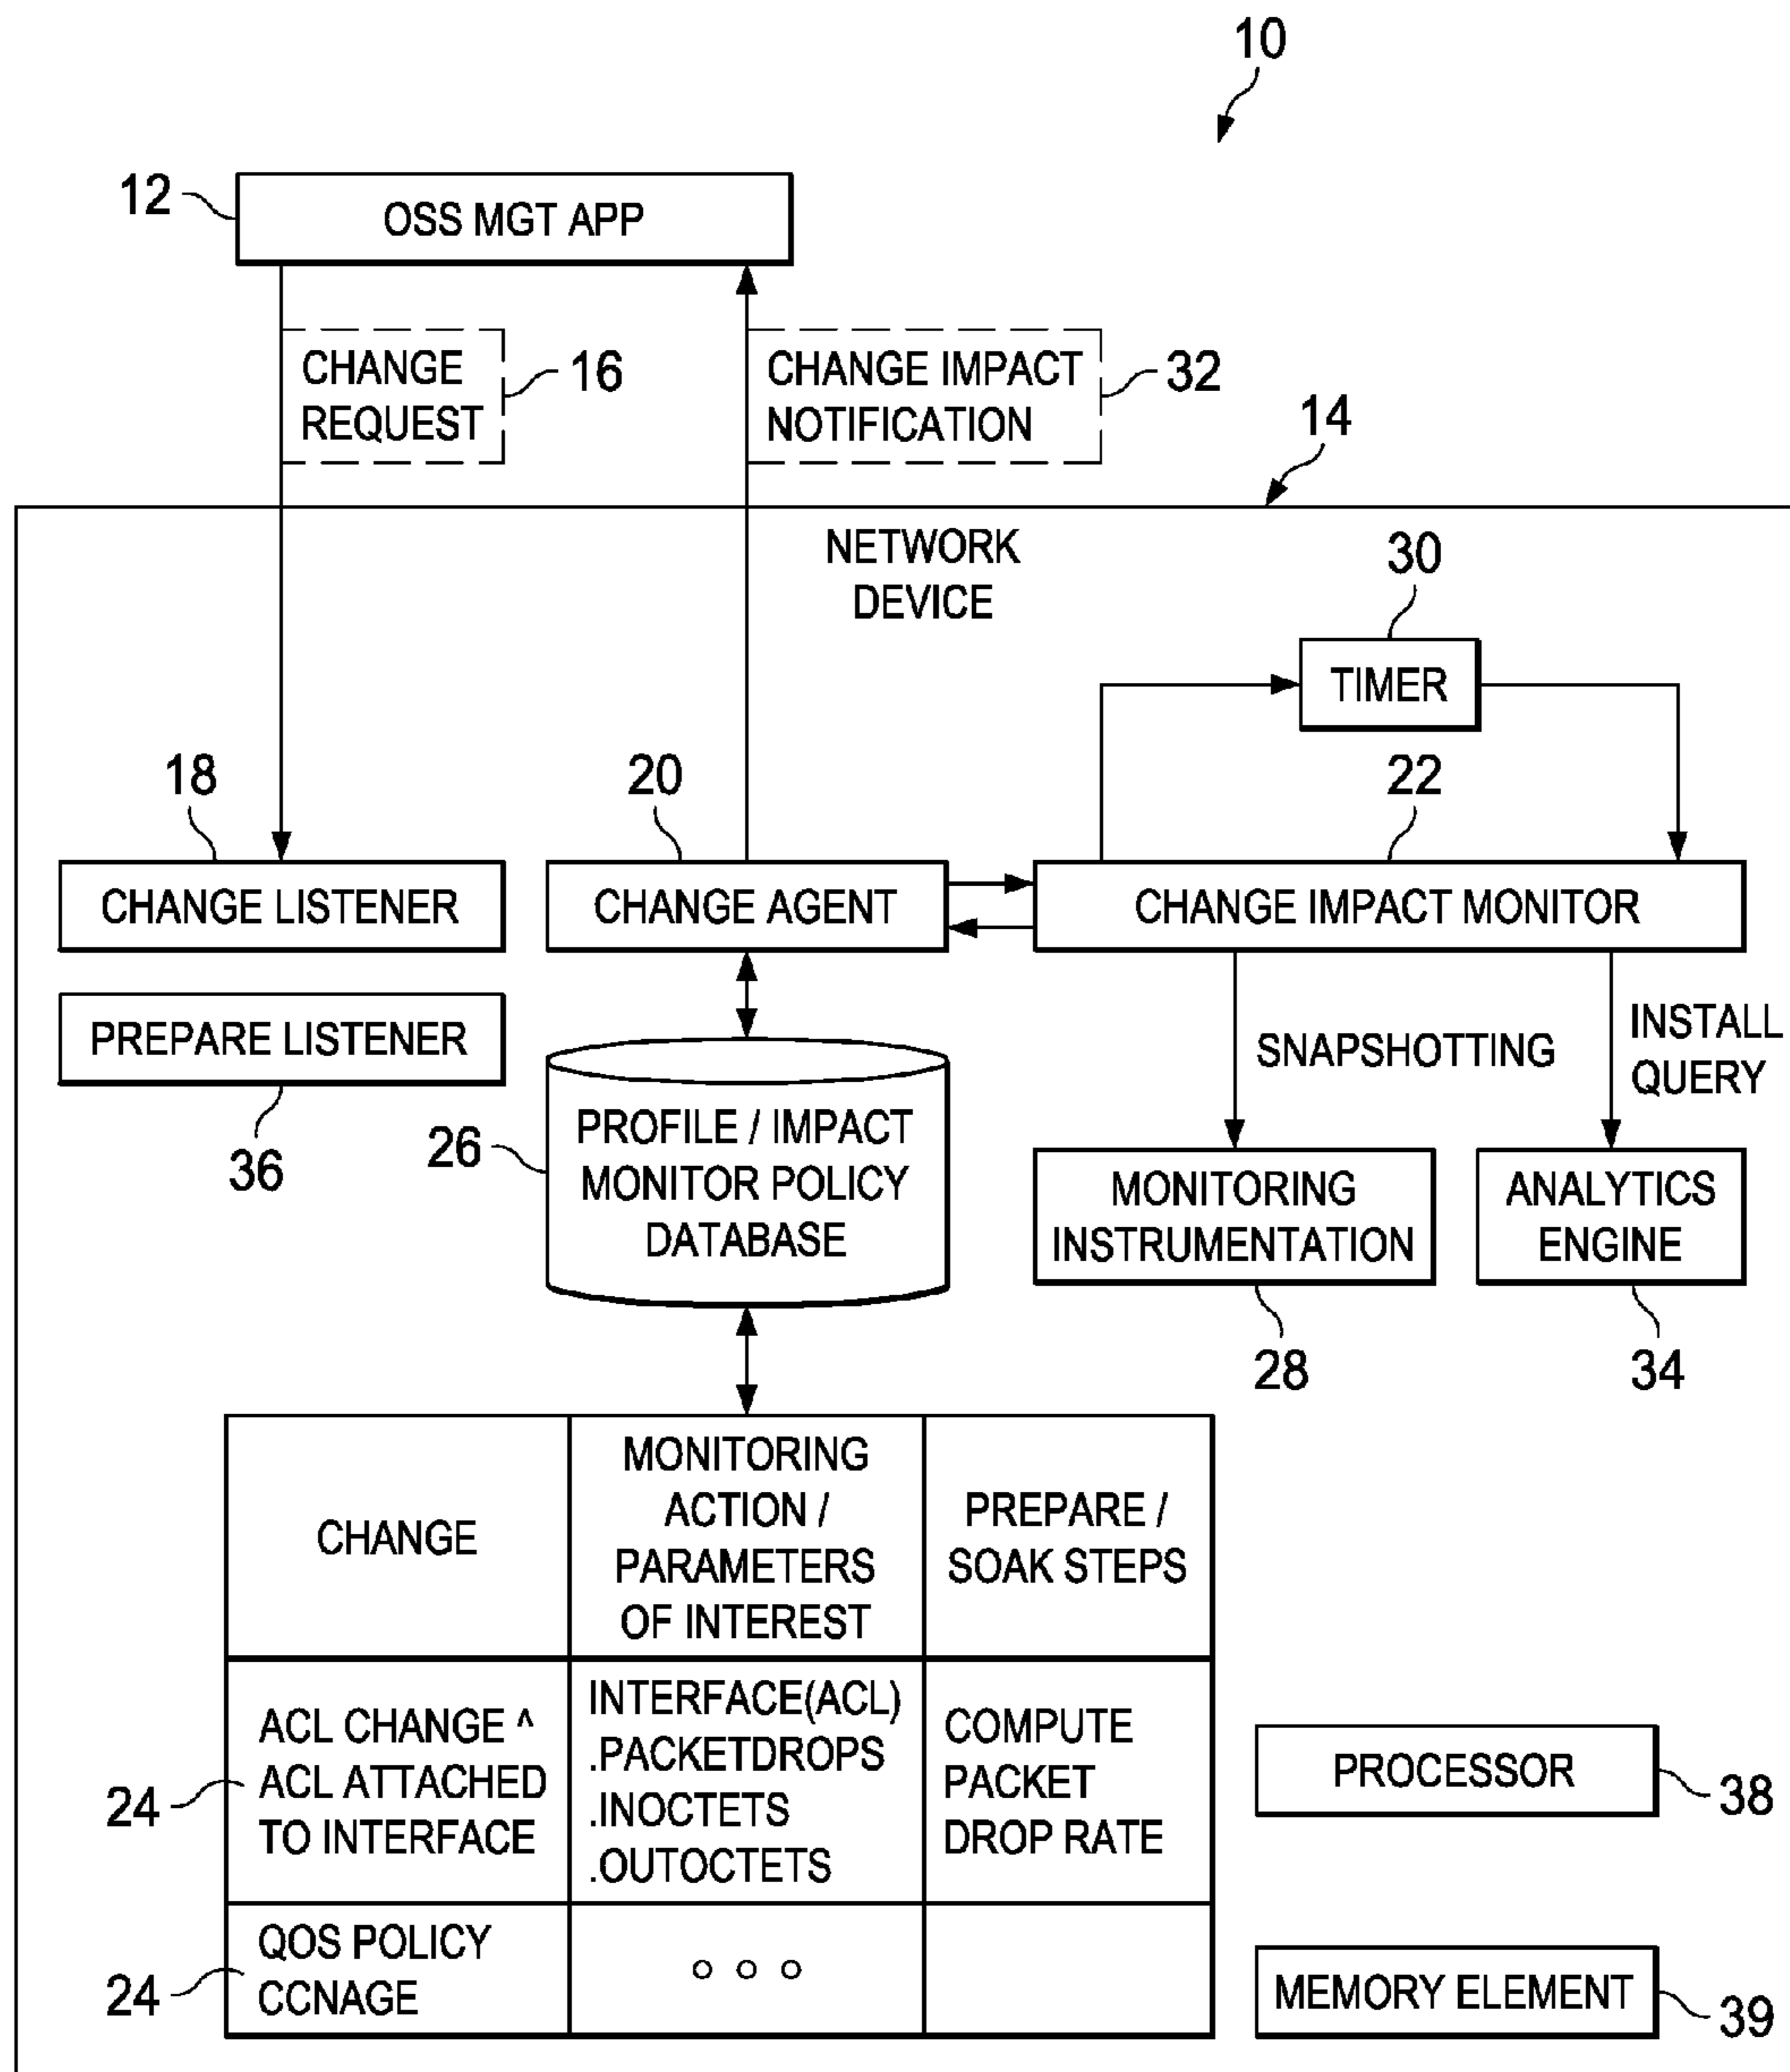 10
12
OSS MGT APP
CHANGE
REQUEST
16
CHANGE IMPACT
NOTIFICATION
32
14
NETWORK
DEVICE
30
TIMER
18
20
22
CHANGE LISTENER
CHANGE AGENT
CHANGE IMPACT MONITOR
PREPARE LISTENER
36
SNAPSHOTTING
INSTALL
QUERY
26
PROFILE / IMPACT
MONITOR POLICY
DATABASE
MONITORING
INSTRUMENTATION
28
ANALYTICS
ENGINE
34
CHANGE
MONITORING
ACTION /
PARAMETERS
OF INTEREST
PREPARE /
SOAK STEPS
24
ACL CHANGE ^
ACL ATTACHED
TO INTERFACE
INTERFACE(ACL)
.PACKETDROPS
.INOCTETS
.OUTOCTETS
COMPUTE
PACKET
DROP RATE
24
QOS POLICY
CCNAGE
PROCESSOR
38
MEMORY ELEMENT
39